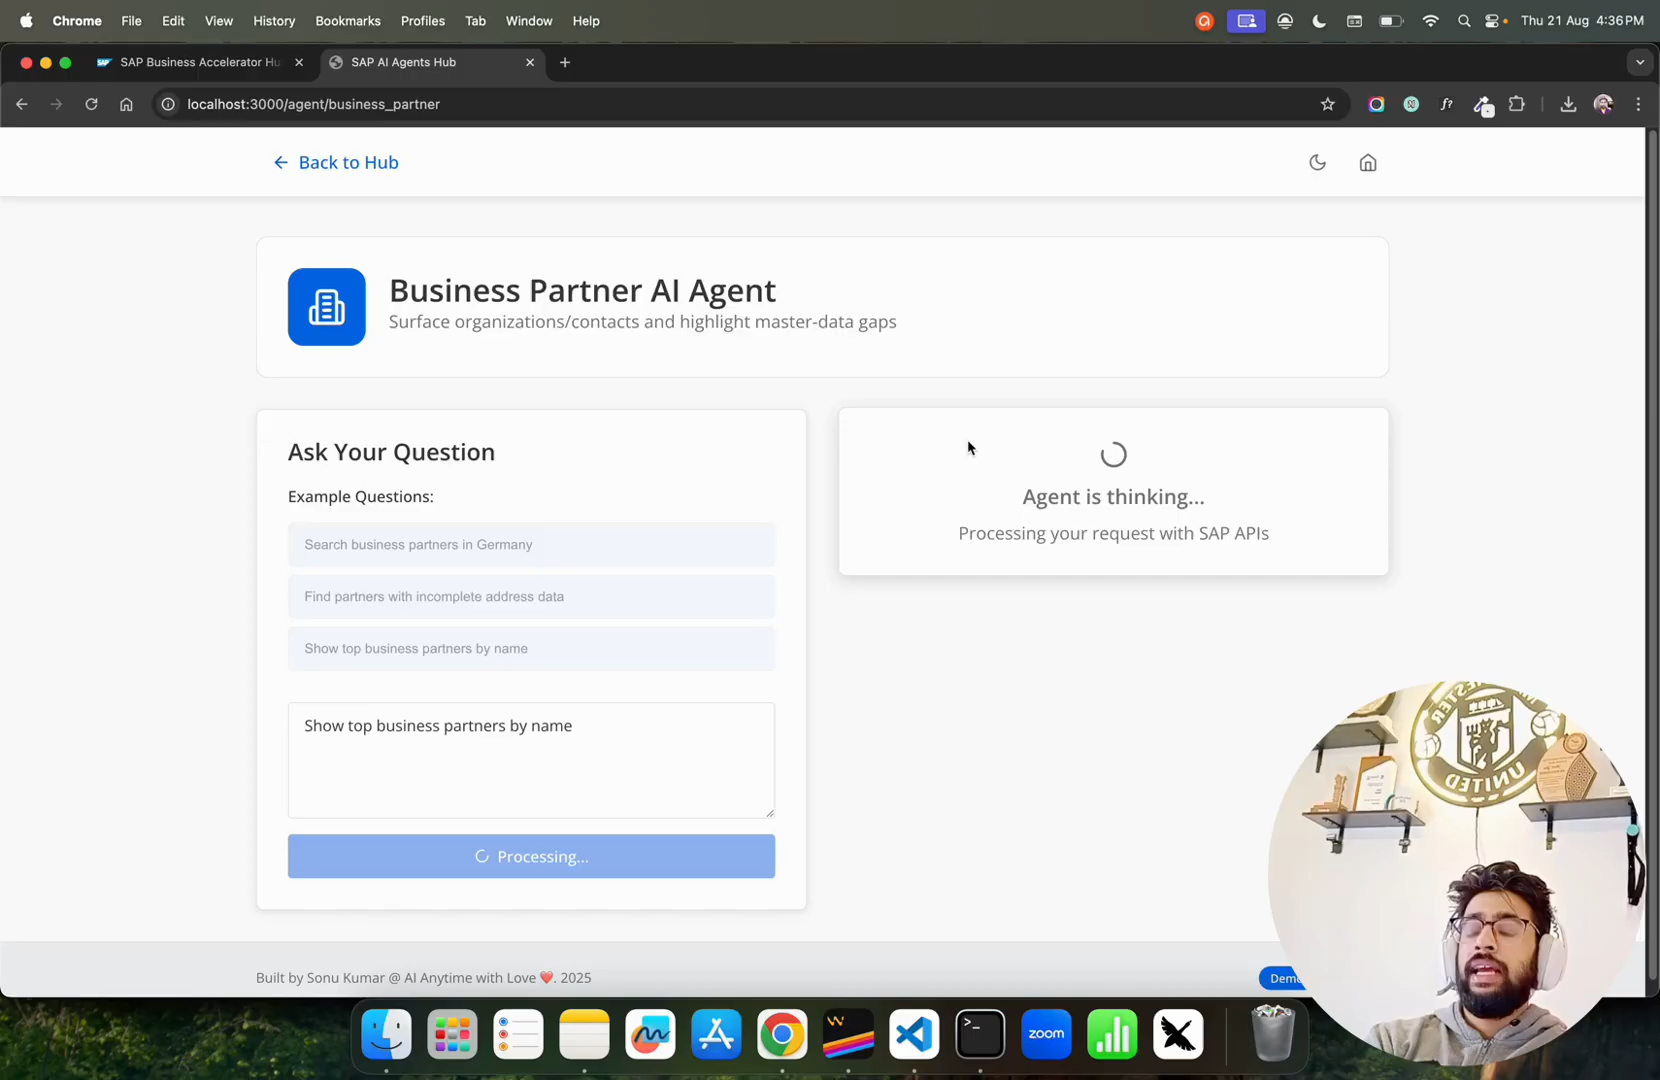 Chrome File Edit View History Bookmarks Profiles Tab Window Help Thu 21 Aug 4:36 PM
SAP Business Accelerator Hu SAP AI Agents Hub
localhost:3000/agent/business_partner
Back to Hub
Business Partner AI Agent
Surface organizations/contacts and highlight master-data gaps
Ask Your Question
Example Questions:
Search business partners in Germany
Find partners with incomplete address data
Show top business partners by name
Show top business partners by name
Processing...
Agent is thinking...
Processing your request with SAP APIs
UNITED
Built by Sonu Kumar @ AI Anytime with Love ❤️. 2025
Demo
zoom